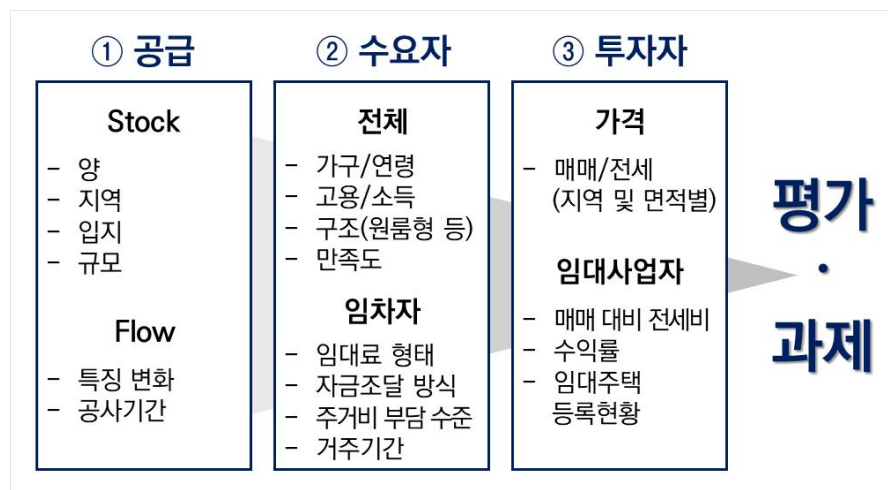 ① 공급
Stock
- 양
- 지역
- 입지
- 규모
Flow
- 특징 변화
- 공사기간
② 수요자
전체
- 가구/연령
- 고용/소득
- 구조(원룸형 등)
- 만족도
임차자
- 임대료 형태
- 자금조달 방식
- 주거비 부담 수준
- 거주기간
③ 투자자
가격
- 매매/전세
(지역 및 면적별)
임대사업자
- 매매 대비 전세비
- 수익률
- 임대주택
등록현황
평가
·
과제